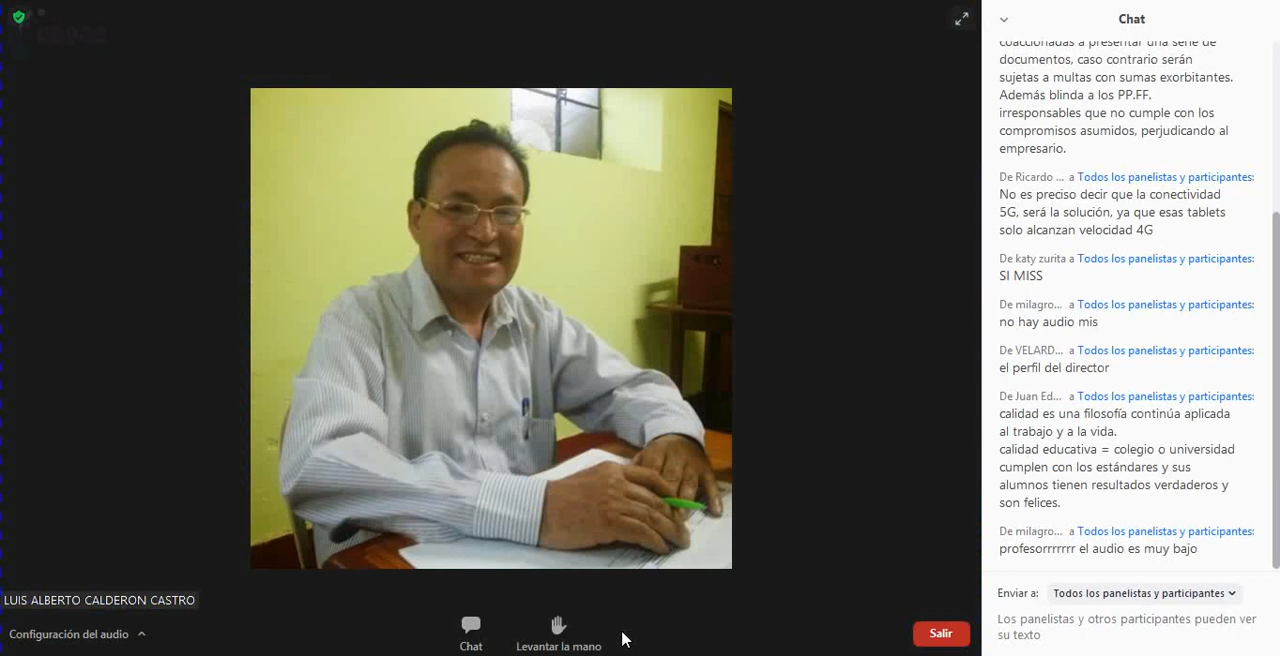 Chat
coaccionadas a presentar una serie de
documentos, caso contrario serán
sujetas a multas con sumas exorbitantes.
Además blinda a los PP.FF.
irresponsables que no cumple con los
compromisos asumidos, perjudicando al
empresario.
De Ricardo ... a Todos los panelistas y participantes:
No es preciso decir que la conectividad
5G, será la solución, ya que esas tablets
solo alcanzan velocidad 4G
De katy zurita a Todos los panelistas y participantes:
SI MISS
De milagro... a Todos los panelistas y participantes:
no hay audio mis
De VELARD... a Todos los panelistas y participantes:
el perfil del director
De Juan Ed... a Todos los panelistas y participantes:
calidad es una filosofía continúa aplicada
al trabajo y a la vida.
calidad educativa = colegio o universidad
cumplen con los estándares y sus
alumnos tienen resultados verdaderos y
son felices.
De milagro... a Todos los panelistas y participantes:
profesorrrrrrr el audio es muy bajo
Enviar a: Todos los panelistas y participantes
Los panelistas y otros participantes pueden ver
su texto
LUIS ALBERTO CALDERON CASTRO
Configuración del audio
Chat
Levantar la mano
Salir